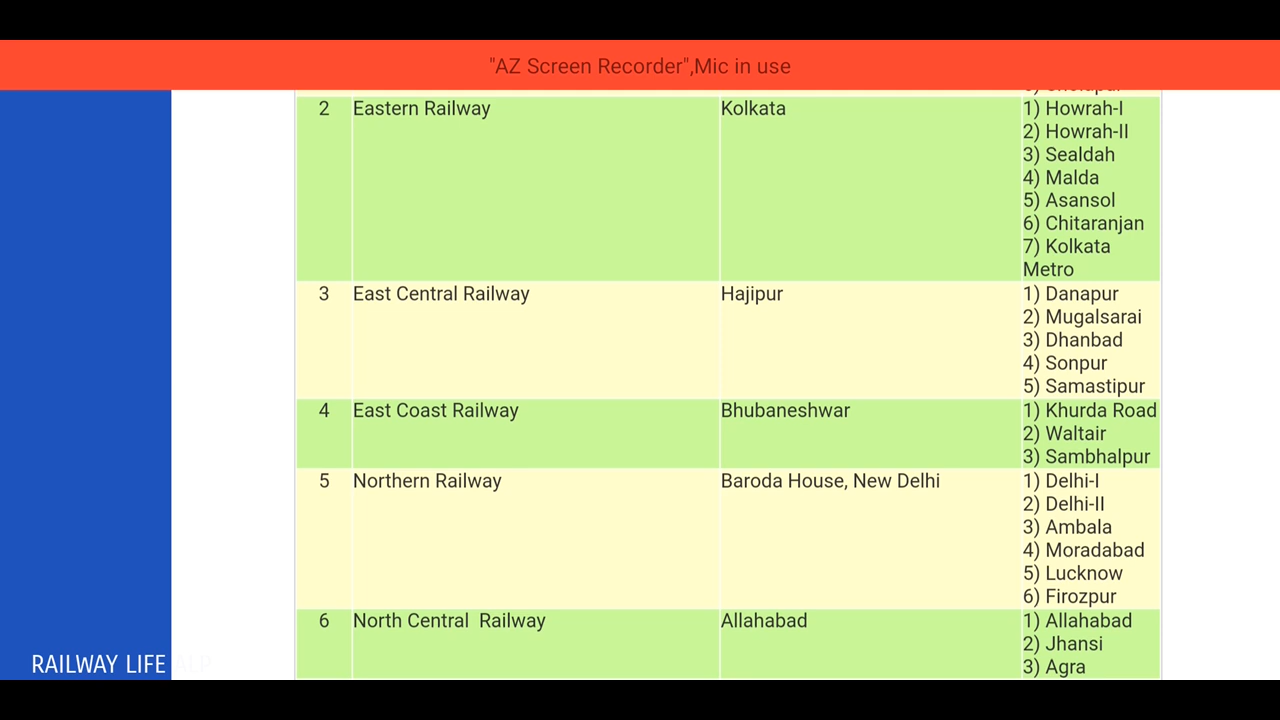 "AZ Screen Recorder",Mic in use
2 Eastern Railway Kolkata 1) Howrah-I
2) Howrah-II
3) Sealdah
4) Malda
5) Asansol
6) Chitaranjan
7) Kolkata
Metro
3 East Central Railway Hajipur 1) Danapur
2) Mugalsarai
3) Dhanbad
4) Sonpur
5) Samastipur
4 East Coast Railway Bhubaneshwar 1) Khurda Road
2) Waltair
3) Sambhalpur
5 Northern Railway Baroda House, New Delhi 1) Delhi-I
2) Delhi-II
3) Ambala
4) Moradabad
5) Lucknow
6) Firozpur
6 North Central Railway Allahabad 1) Allahabad
2) Jhansi
3) Agra
RAILWAY LIFE ALP